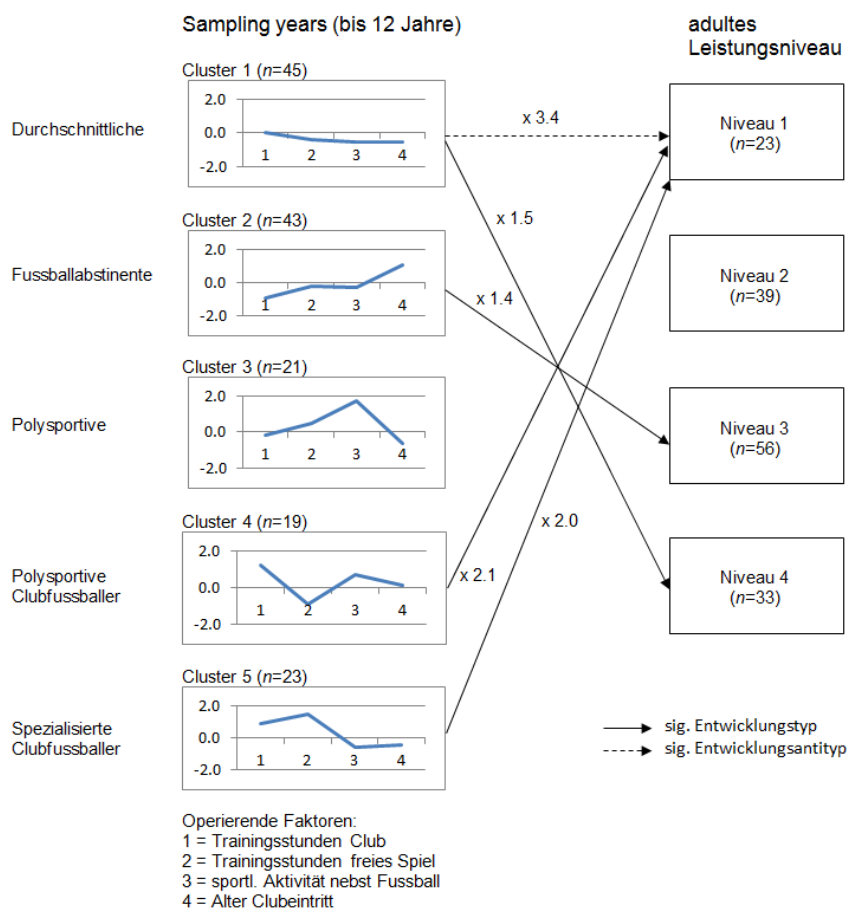 Sampling years (bis 12 Jahre)
adultes
Leistungsniveau
Cluster 1 (n=45)
Durchschnittliche
2.0
0.0
-2.0
1 2 3 4
x 3.4
Niveau 1
(n=23)
x 1.5
Cluster 2 (n=43)
Fussballabstinente
2.0
0.0
-2.0
1 2 3 4
x 1.4
Niveau 2
(n=39)
Cluster 3 (n=21)
Polysportive
2.0
0.0
-2.0
1 2 3 4
Niveau 3
(n=56)
Cluster 4 (n=19)
Polysportive
Clubfussballer
2.0
0.0
-2.0
1 2 3 4
x 2.1
x 2.0
Niveau 4
(n=33)
Cluster 5 (n=23)
Spezialisierte
Clubfussballer
2.0
0.0
-2.0
1 2 3 4
sig. Entwicklungstyp
sig. Entwicklungsantityp
Operierende Faktoren:
1 = Trainingsstunden Club
2 = Trainingsstunden freies Spiel
3 = sportl. Aktivität nebst Fussball
4 = Alter Clubeintritt